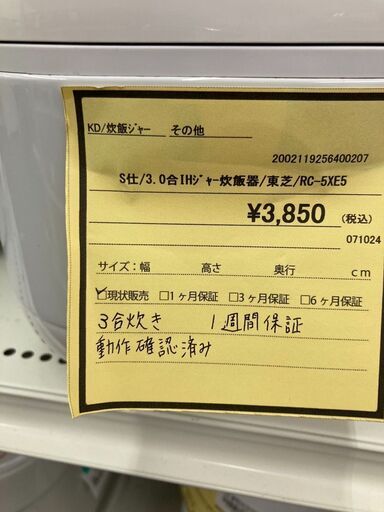 KD/炊飯ジャー その他
2002119256400207
S仕/3.0合IHｼﾞｬｰ炊飯器/東芝/RC-5XE5
¥3,850 (税込)
071024
サイズ:幅 高さ 奥行 cm
☑現状販売 □1ヶ月保証 □3ヶ月保証 □6ヶ月保証
3合炊き 1週間保証
動作確認済み